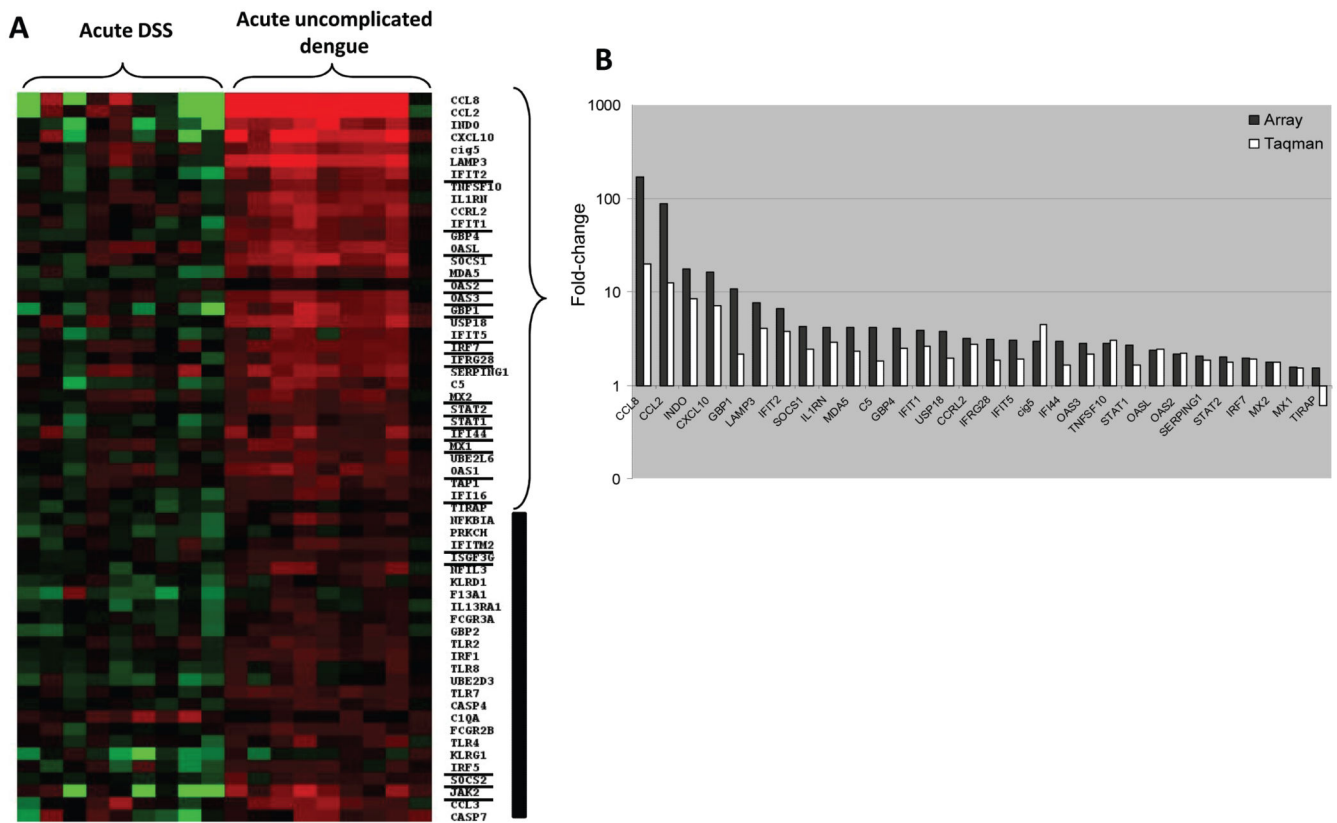 A
Acute DSS
Acute uncomplicated
dengue
CCL8
CCL2
INDO
CXCL10
cig5
LAMP3
IFIT2
TNFSF10
IL1RN
CCRL2
IFIT1
GBP4
OASL
SOCS1
MDA5
OAS2
OAS3
GBP1
USP18
IFIT5
IRF7
IFRG28
SERPING1
C5
MX2
STAT2
STAT1
IFI44
MX1
UBE2L6
OAS1
TAP1
IFI16
TIRAP
NFKBIA
PRKCH
IFITM2
ISGF3G
NFIL3
KLRD1
F13A1
IL13RA1
FCGR3A
GBP2
TLR2
IRF1
TLR8
UBE2D3
TLR7
CASP4
C1QA
FCGR2B
TLR4
KLRG1
IRF5
SOCS2
JAK2
CCL3
CASP7
B
Array
Taqman
Fold-change
1000
100
10
1
0
CCL8
CCL2
INDO
CXCL10
GBP1
LAMP3
IFIT2
SOCS1
IL1RN
MDA5
C5
GBP4
IFIT1
USP18
CCRL2
IFRG28
IFIT5
cig5
IFI44
OAS3
TNFSF10
STAT1
OASL
OAS2
SERPING1
STAT2
IRF7
MX2
MX1
TIRAP